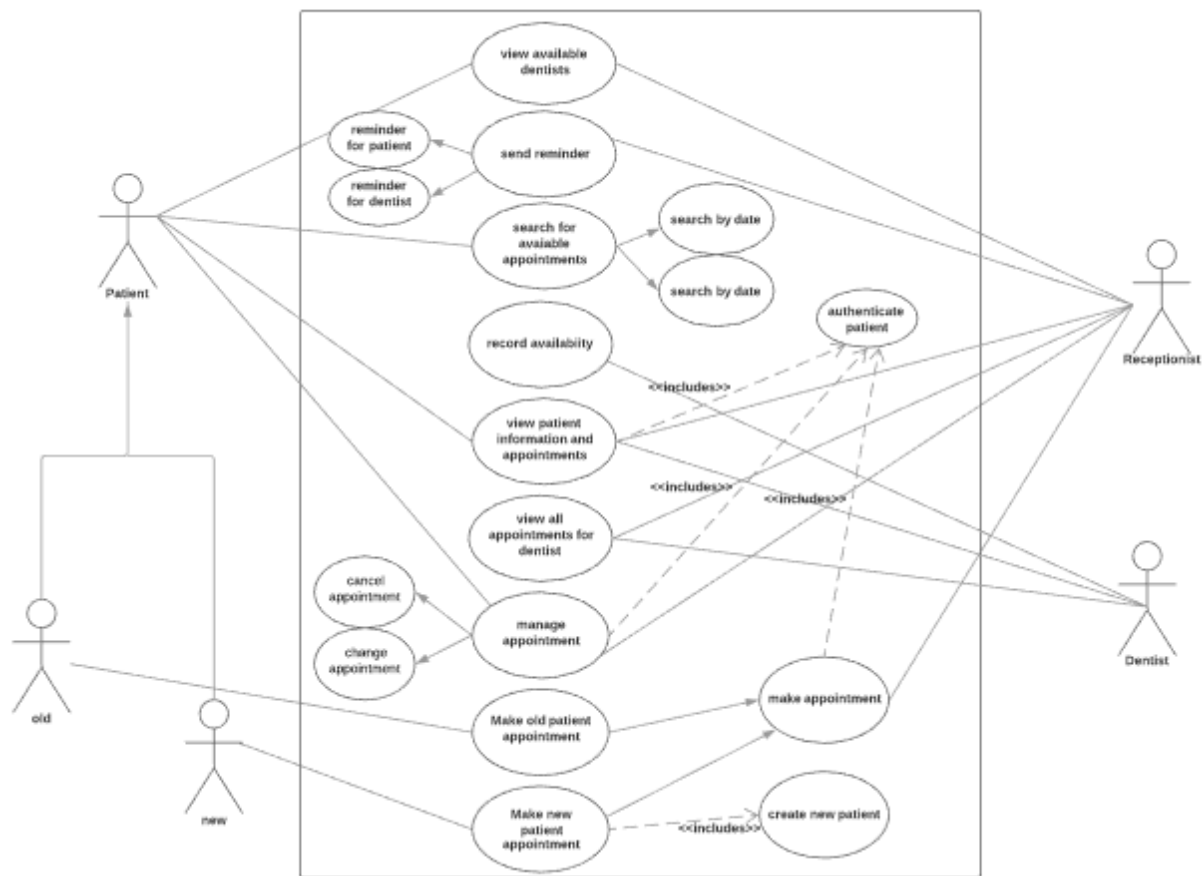 view available
dentists
reminder
for patient
send reminder
reminder
for dentist
search for
avaiable
appointments
search by date
search by date
Patient
authenticate
patient
record availabiity
Receptionist
<<includes>>
view patient
information and
appointments
<<includes>>
<<includes>>
view all
appointments for
dentist
cancel
appointment
manage
appointment
change
appointment
Dentist
make appointment
old
Make old patient
appointment
new
Make new
patient
appointment
<<includes>>
create new patient